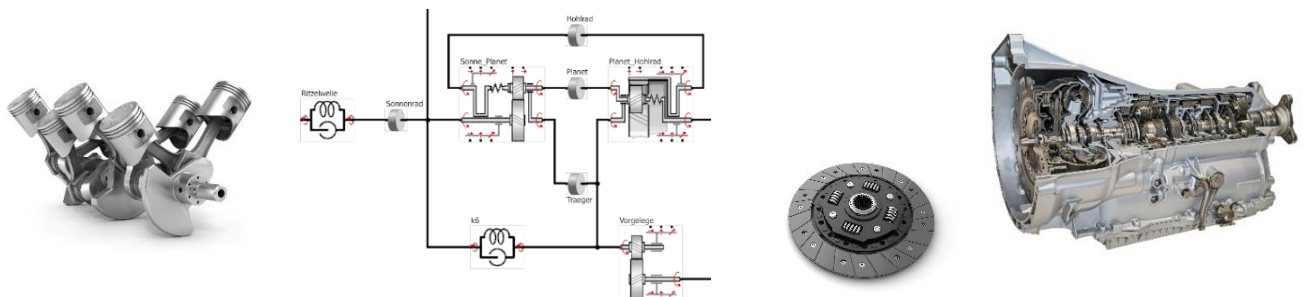 Hohlrad
Sonne_Planet
Planet
Planet_Hohlrad
Ritzelwelle
Sonnenrad
Traeger
k6
Vorgelege